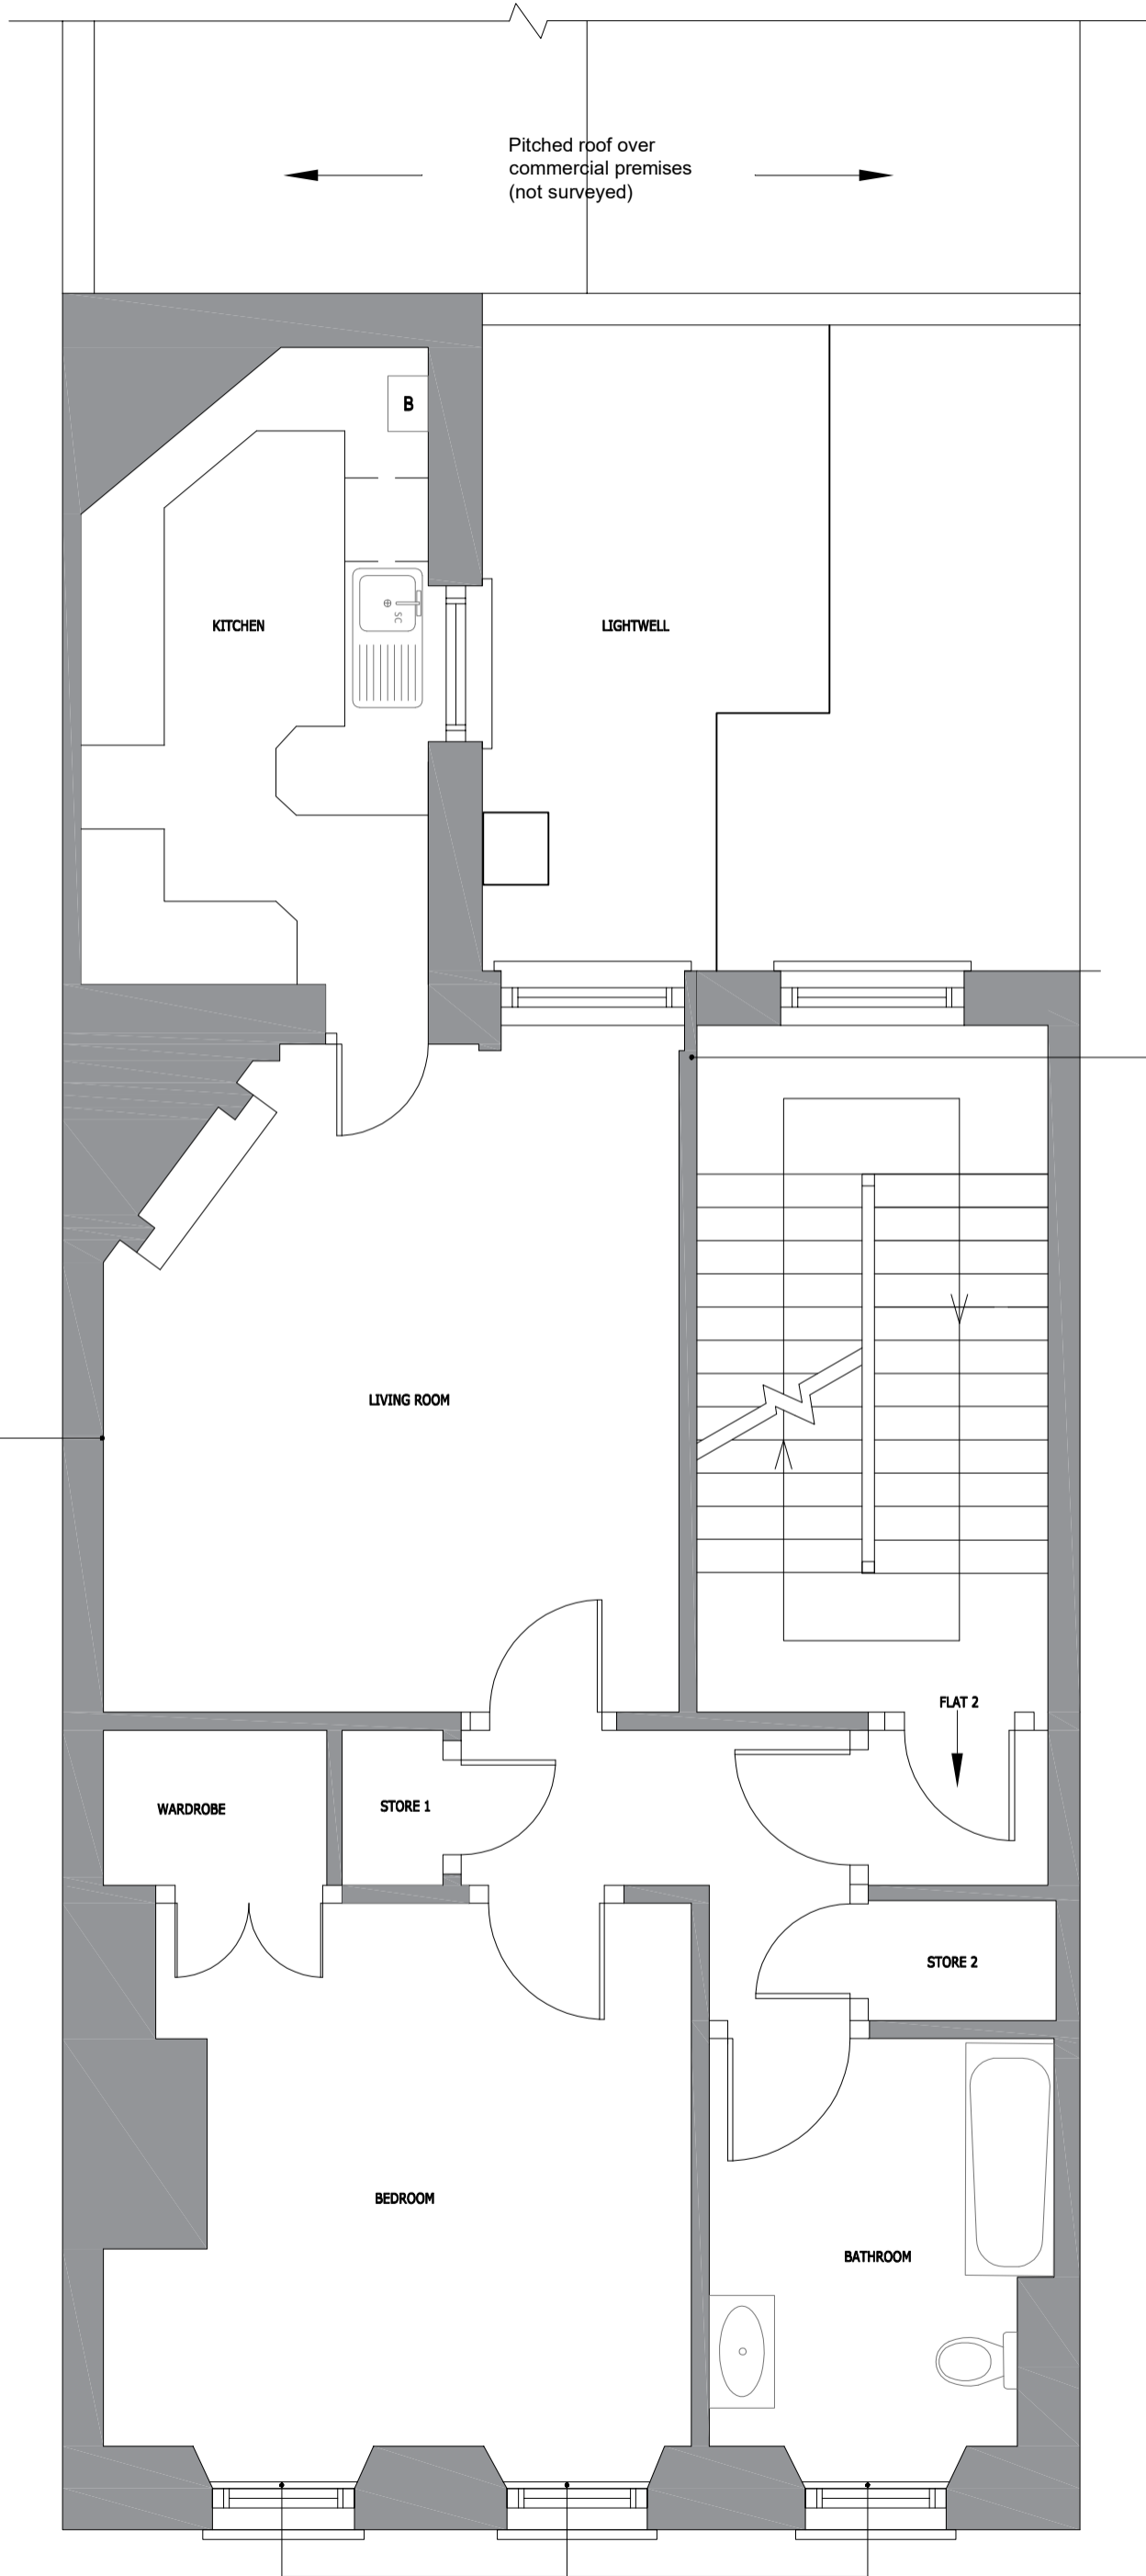 Pitched roof over
commercial premises
(not surveyed)
B
SC
KITCHEN
LIGHTWELL
LIVING ROOM
FLAT 2
WARDROBE
STORE 1
STORE 2
BEDROOM
BATHROOM